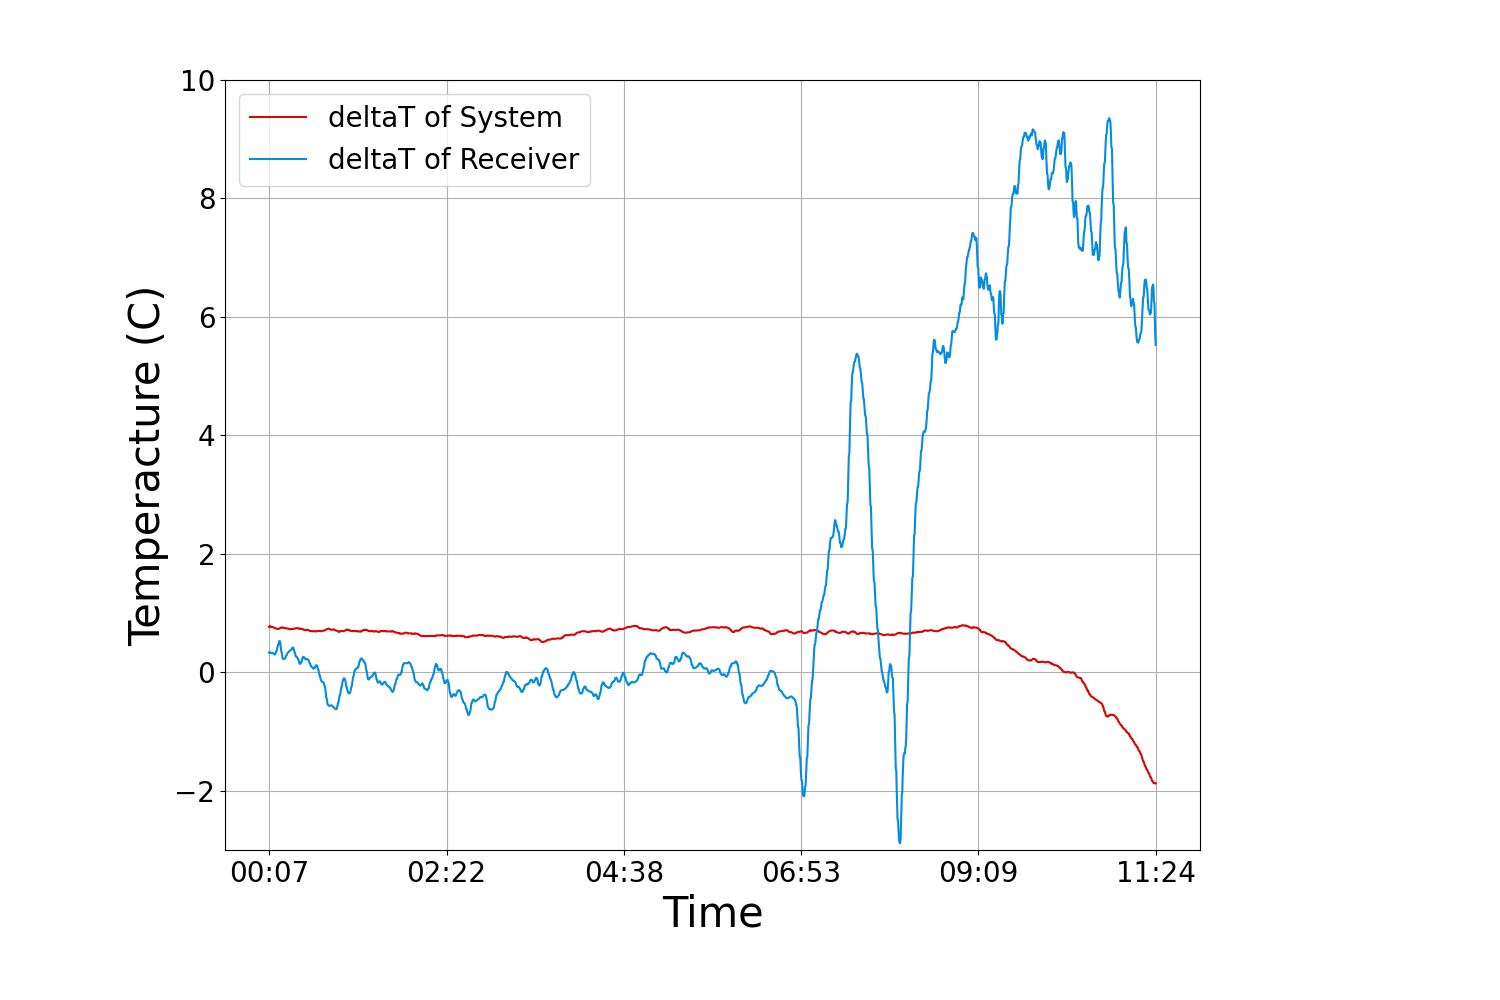 10
8
6
4
2
0
−2
deltaT of System
deltaT of Receiver
Temperacture (C)
00:07 02:22 04:38 06:53 09:09 11:24
Time